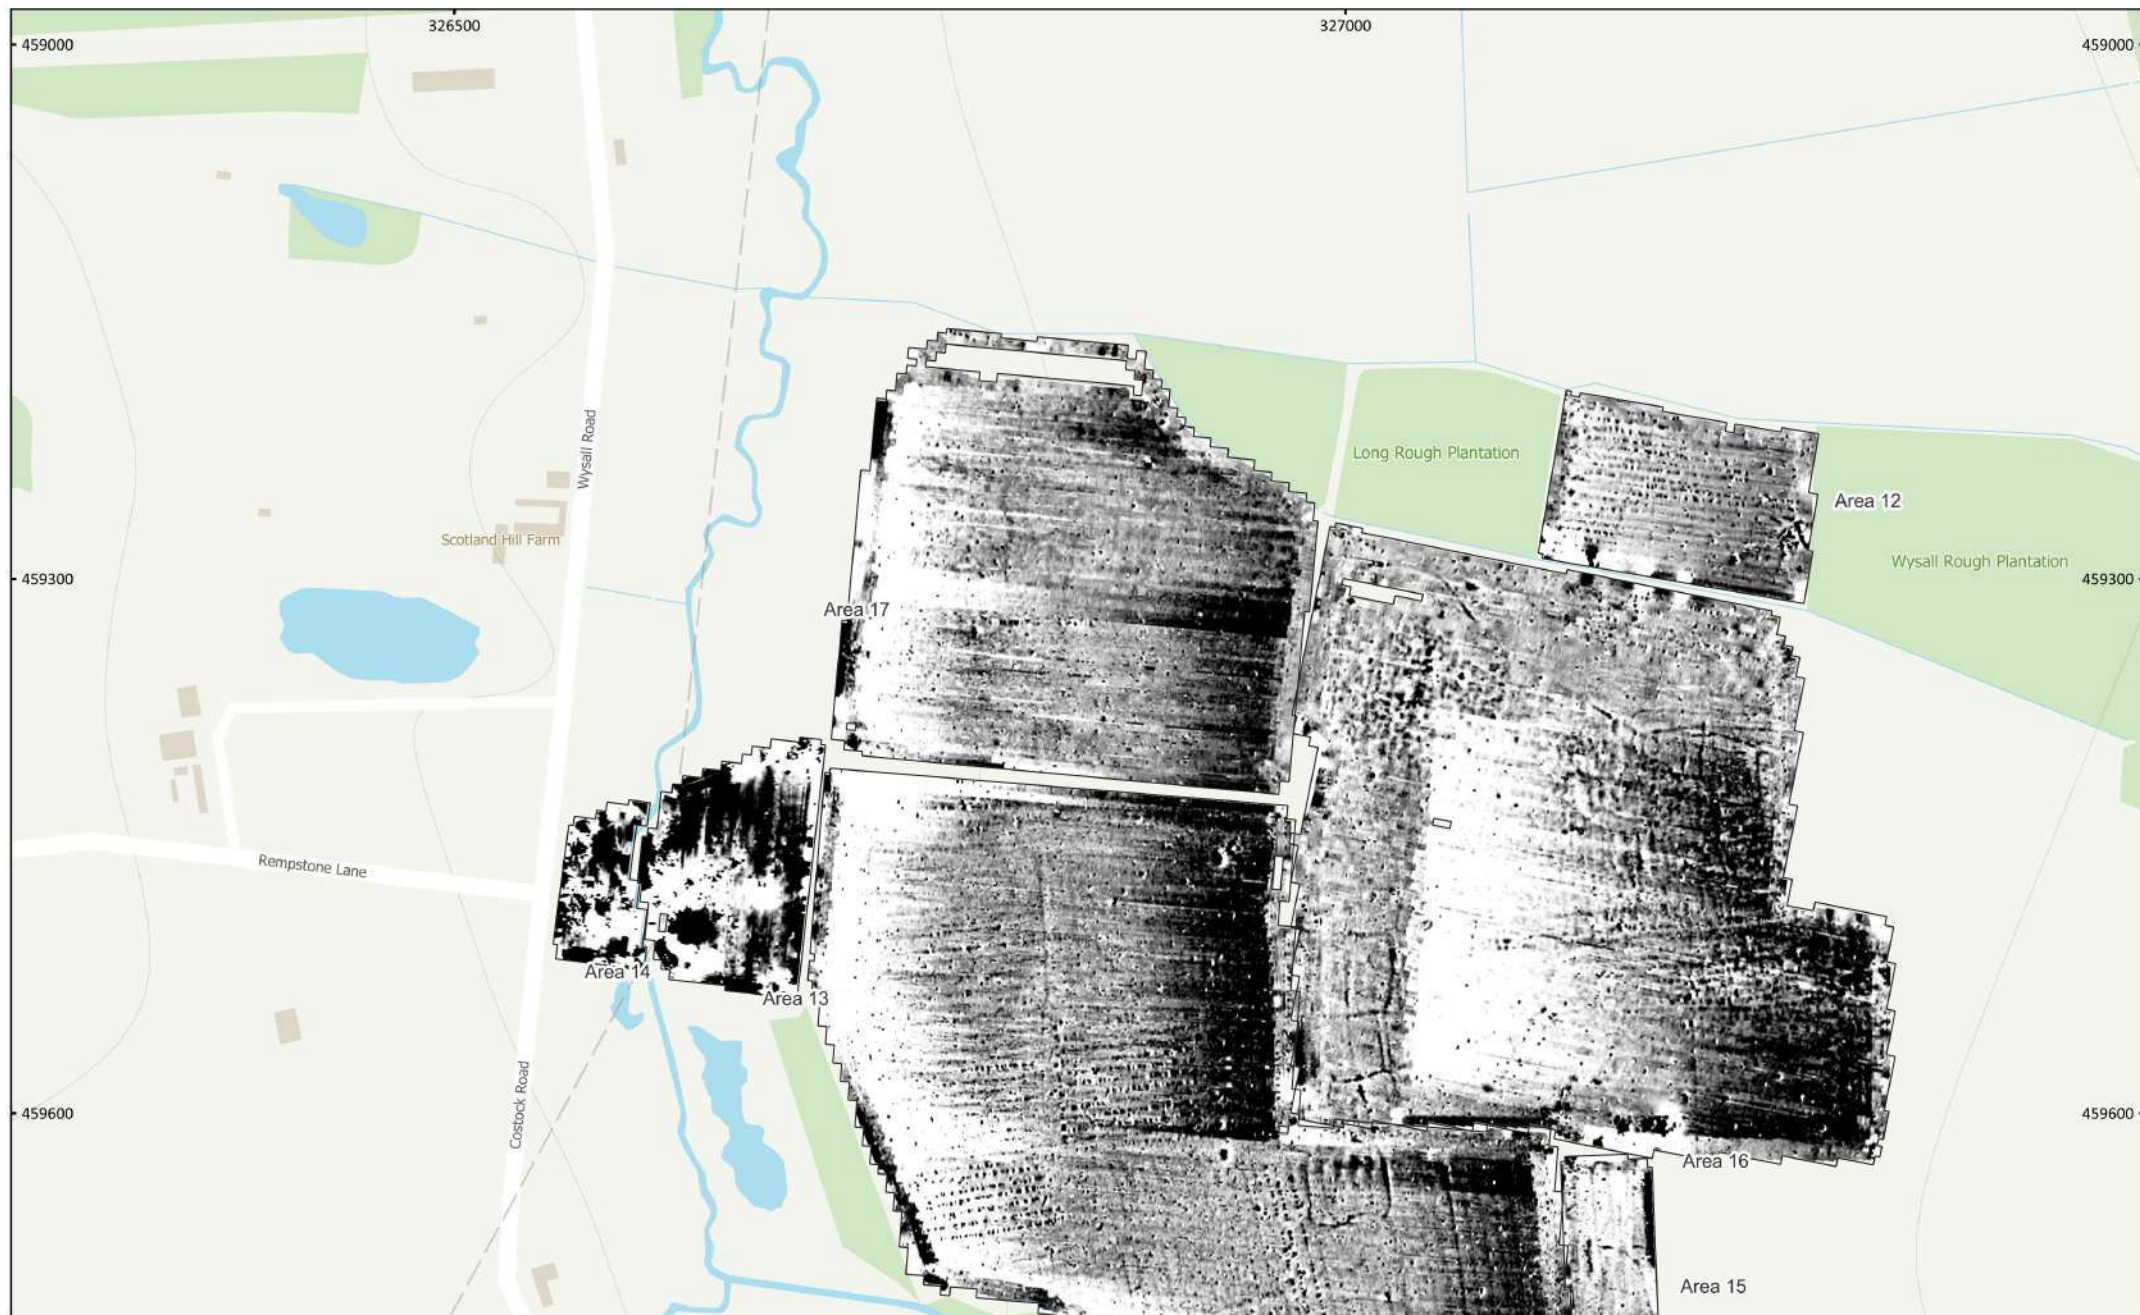 326500
327000
459000
459000
Wysall Road
Long Rough Plantation
Area 12
Scotland Hill Farm
Wysall Rough Plantation
459300
459300
Area 17
Rempstone Lane
Area 14
Area 13
Costock Road
459600
459600
Area 16
Area 15